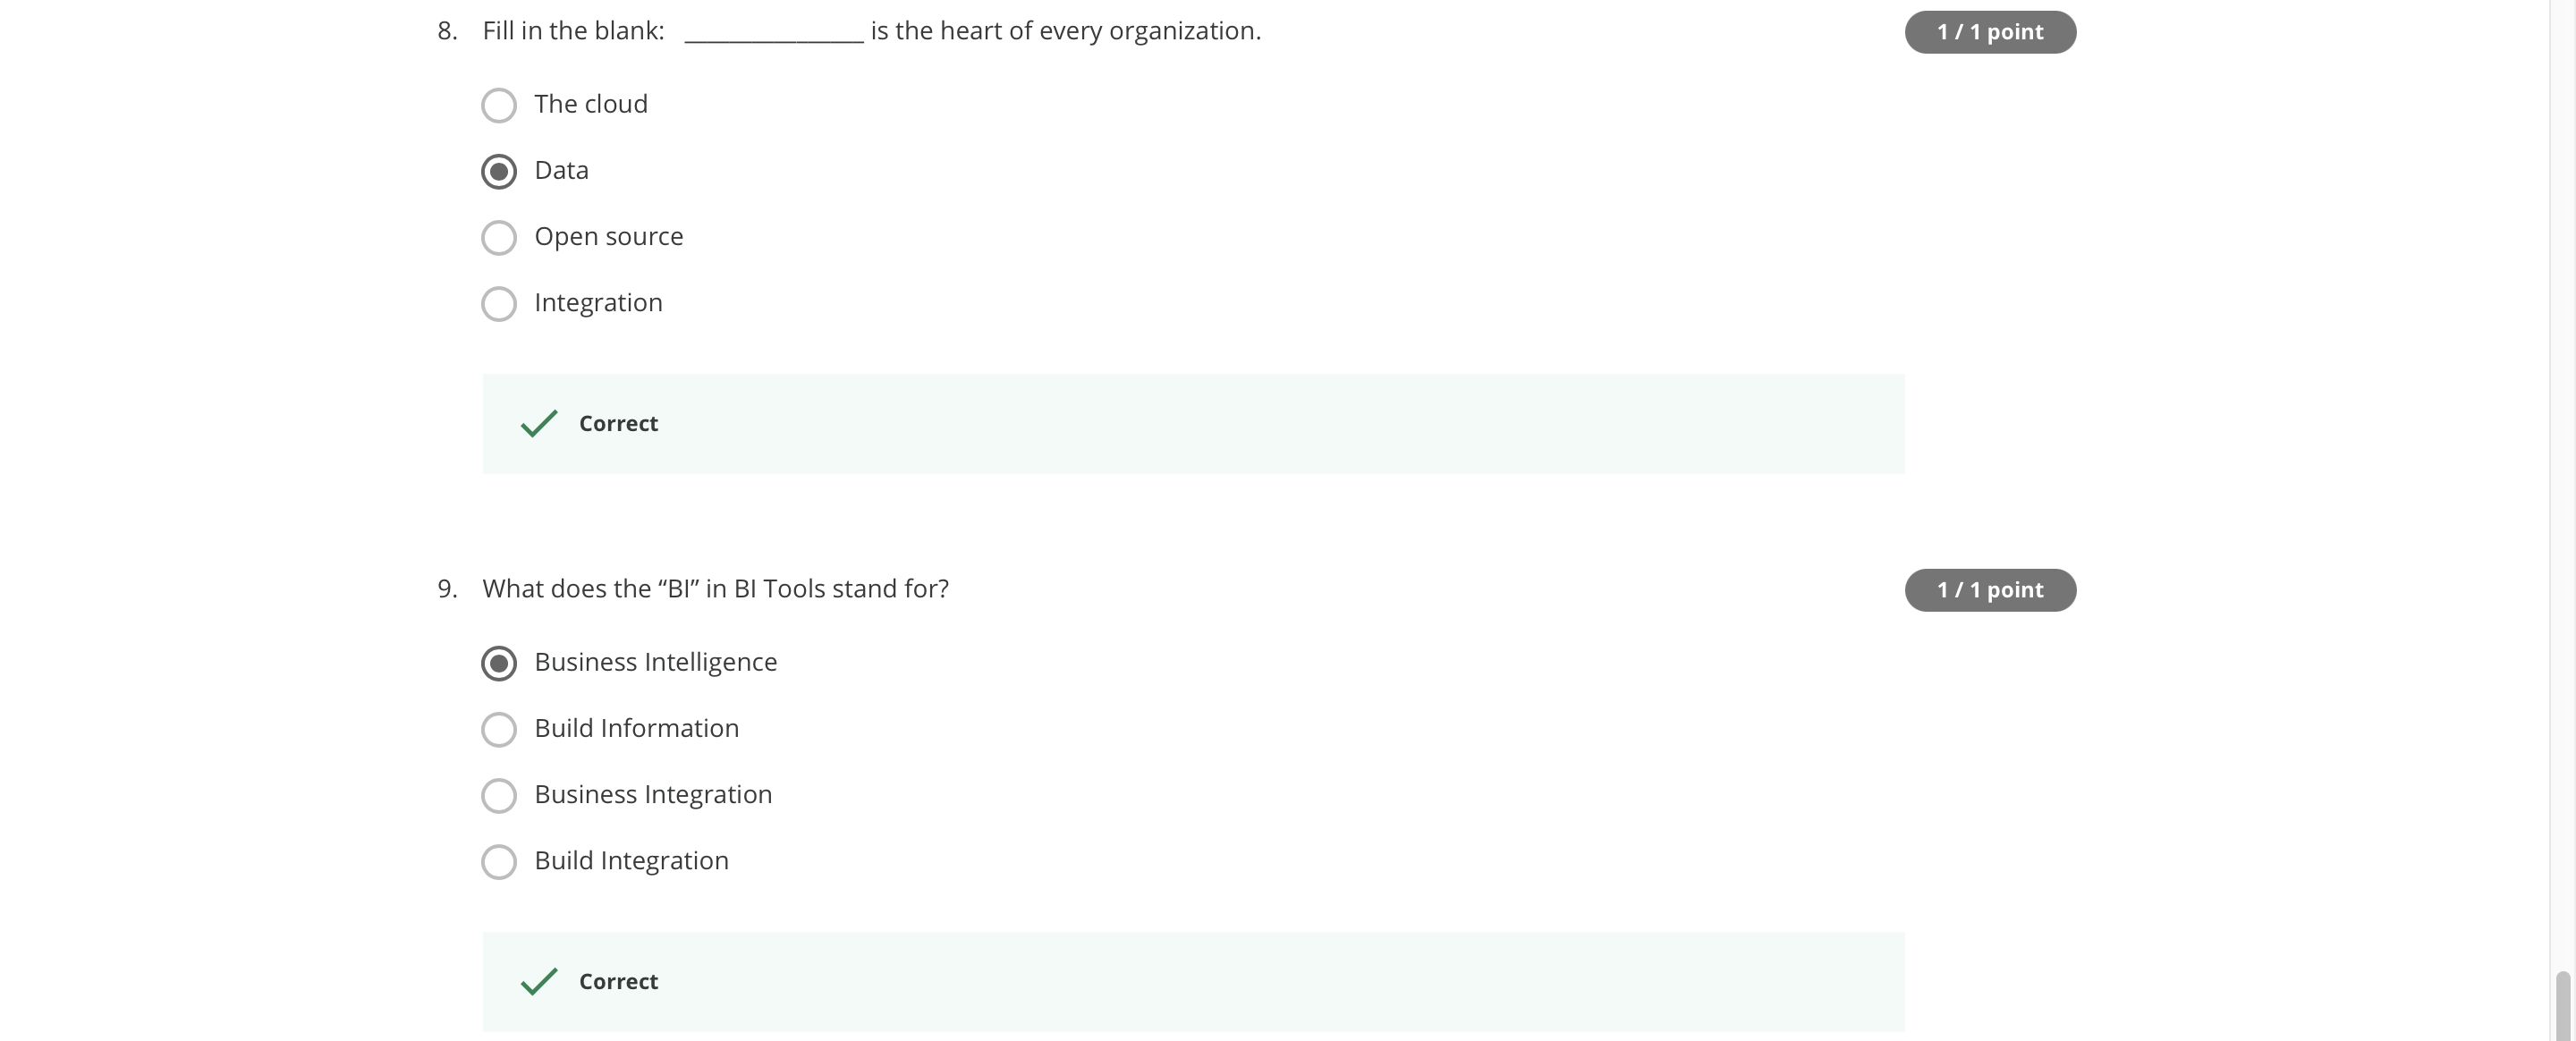 8. Fill in the blank: ______________ is the heart of every organization.
1 / 1 point
The cloud
Data
Open source
Integration
Correct
9. What does the “BI” in BI Tools stand for?
1 / 1 point
Business Intelligence
Build Information
Business Integration
Build Integration
Correct